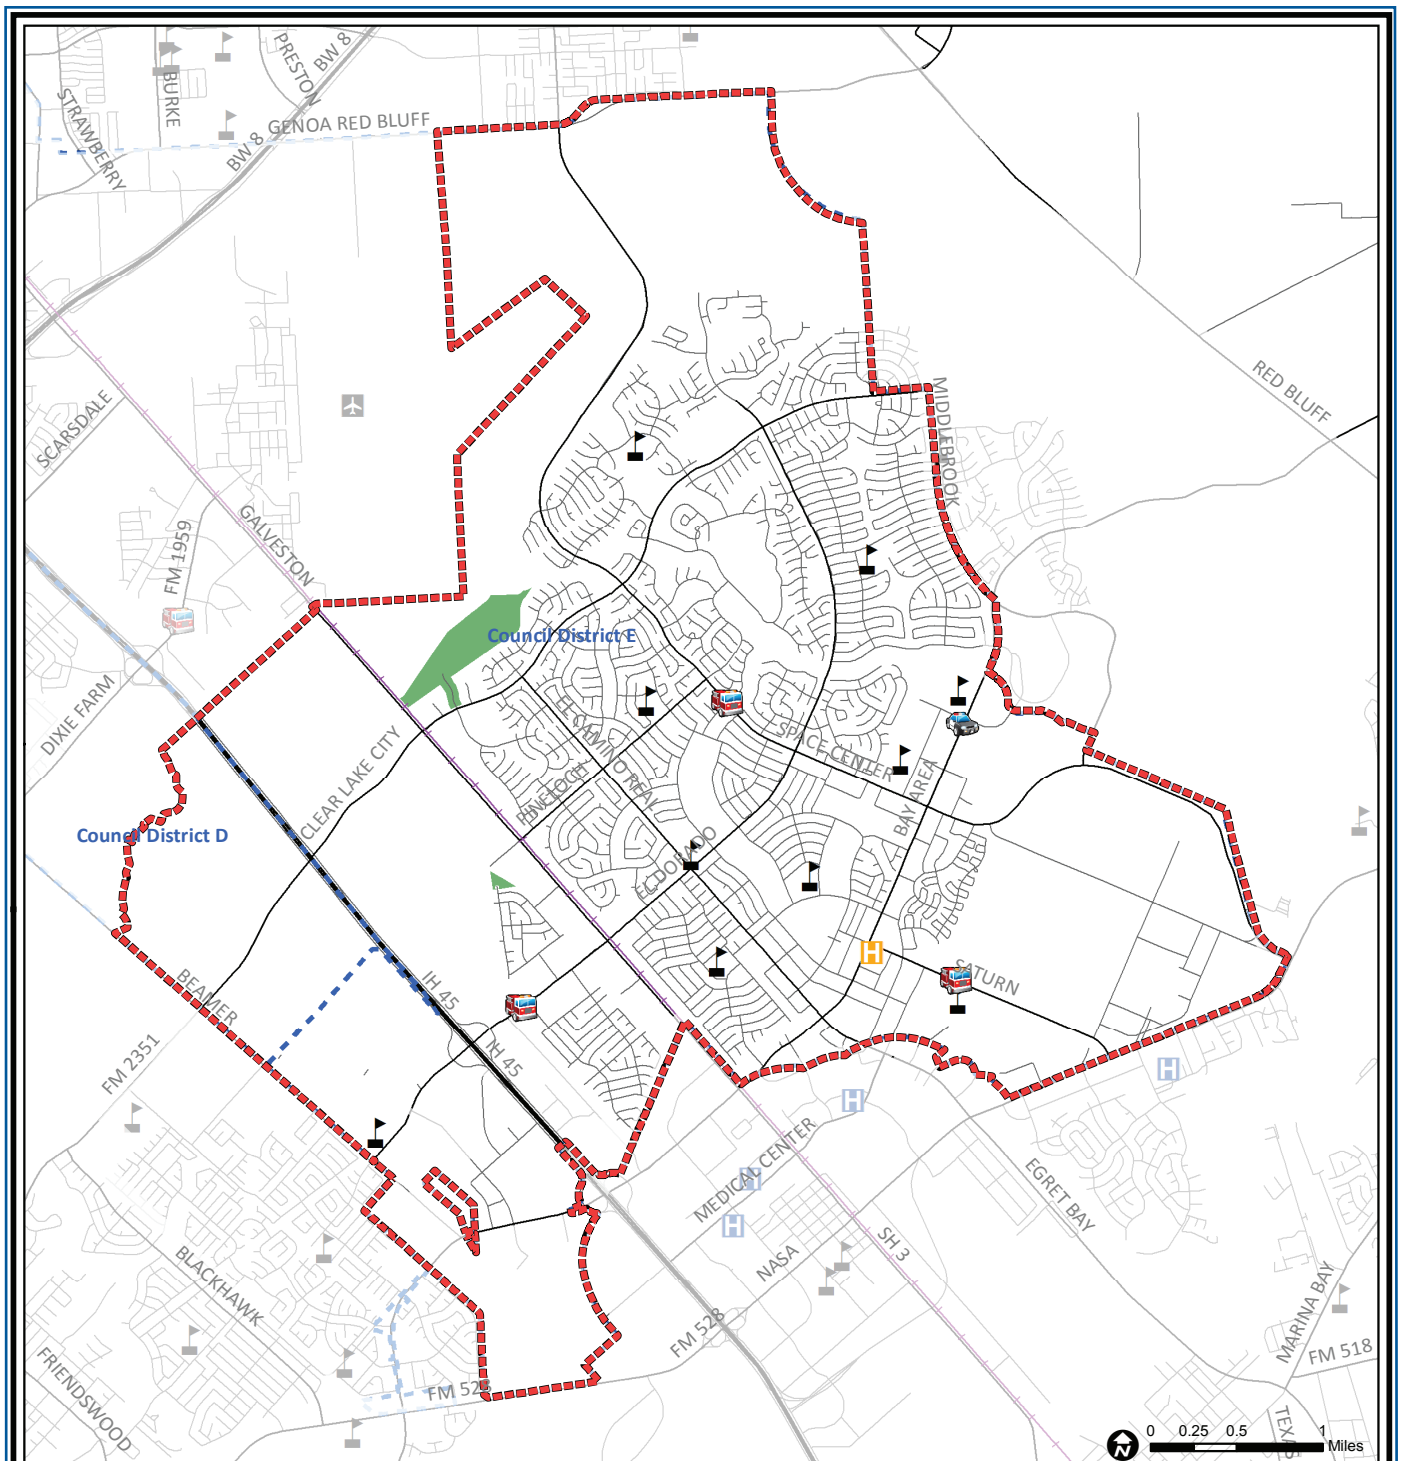 PRESTON
BW 8
BURKE
STRAWBERRY
GENOA RED BLUFF
BW 8
RED BLUFF
MIDDLEBROOK
SCARSDALE
GALVESTON
FM 1959
Council District E
DIXIE FARM
EL CAMINO REAL
SPACE CENTER
CLEAR LAKE CITY
PINELOCH
BAY AREA
Council District D
ELDORADO
SATURN
BEAMER
IH 45
IH 45
FM 2351
MEDICAL CENTER
EGRET BAY
SH 3
NASA
BLACKHAWK
MARINA BAY
FM 528
FM 518
FRIENDSWOOD
FM 528
TEXAS
H
H
H
H
H
N
0 0.25 0.5 1
Miles